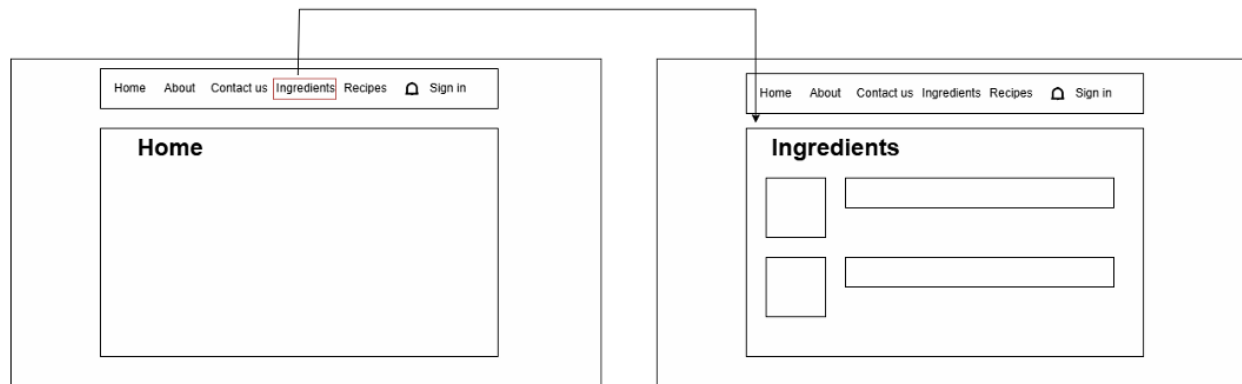 Home About Contact us Ingredients Recipes Sign in
Home
Home About Contact us Ingredients Recipes Sign in
Ingredients